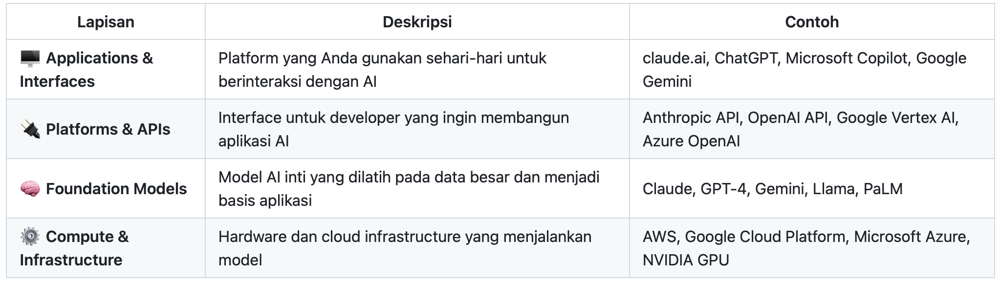 Lapisan
Deskripsi
Contoh
Applications &
Interfaces
Platform yang Anda gunakan sehari-hari untuk
berinteraksi dengan AI
claude.ai, ChatGPT, Microsoft Copilot, Google
Gemini
Platforms & APIs
Interface untuk developer yang ingin membangun
aplikasi AI
Anthropic API, OpenAI API, Google Vertex AI,
Azure OpenAI
Foundation Models
Model AI inti yang dilatih pada data besar dan menjadi
basis aplikasi
Claude, GPT-4, Gemini, Llama, PaLM
Compute &
Infrastructure
Hardware dan cloud infrastructure yang menjalankan
model
AWS, Google Cloud Platform, Microsoft Azure,
NVIDIA GPU